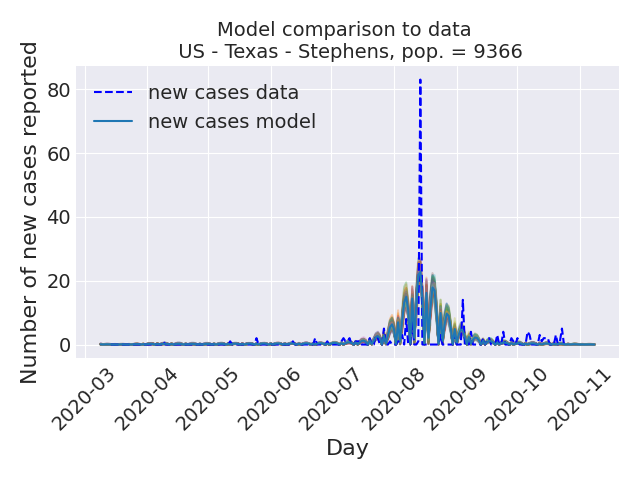 Model comparison to data
US - Texas - Stephens, pop. = 9366
Number of new cases reported
80
60
40
20
0
new cases data
new cases model
2020-03
2020-04
2020-05
2020-06
2020-07
2020-08
2020-09
2020-10
2020-11
Day